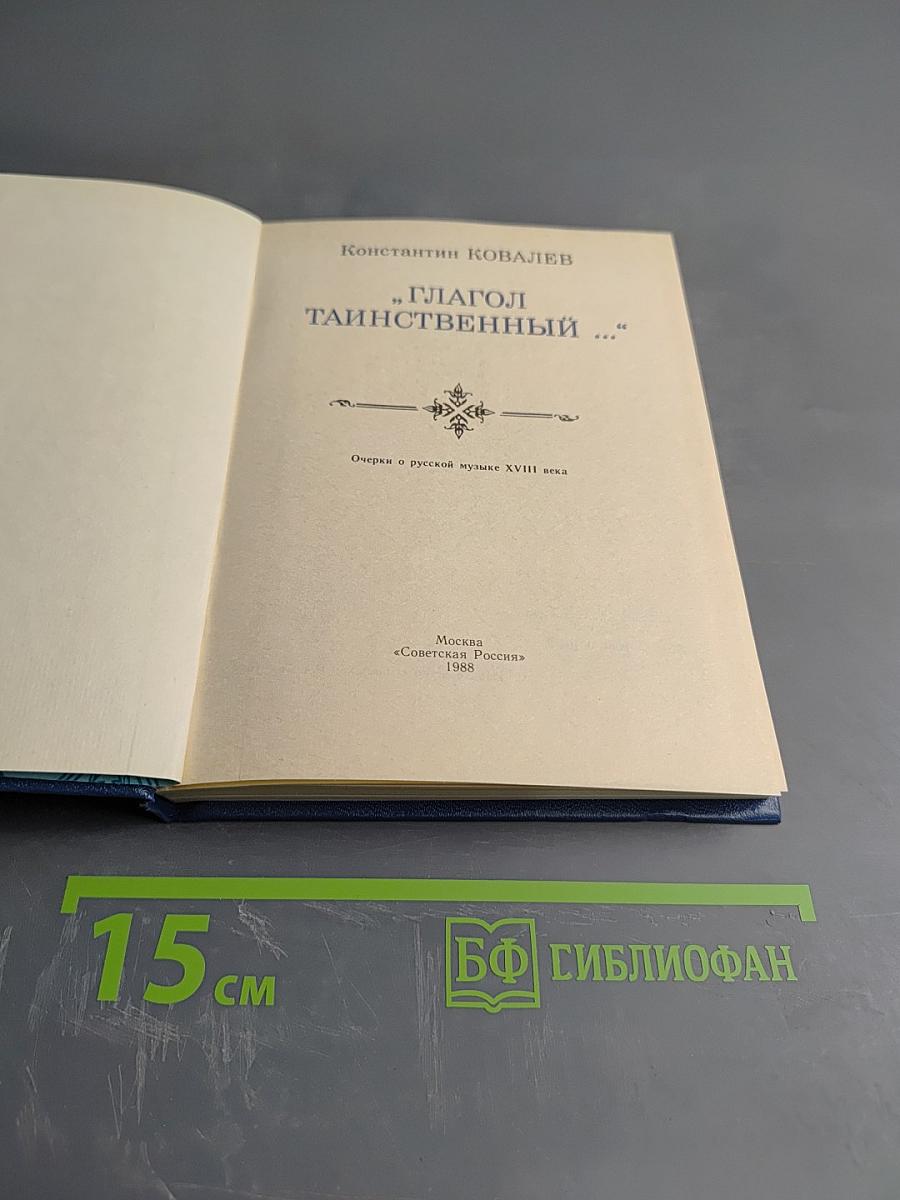 Константин КОВАЛЕВ
„ГЛАГОЛ
ТАИНСТВЕННЫЙ ...“
Очерки о русской музыке XVIII века
Москва
«Советская Россия»
1988
15 см
БФ БИБЛИОФАН